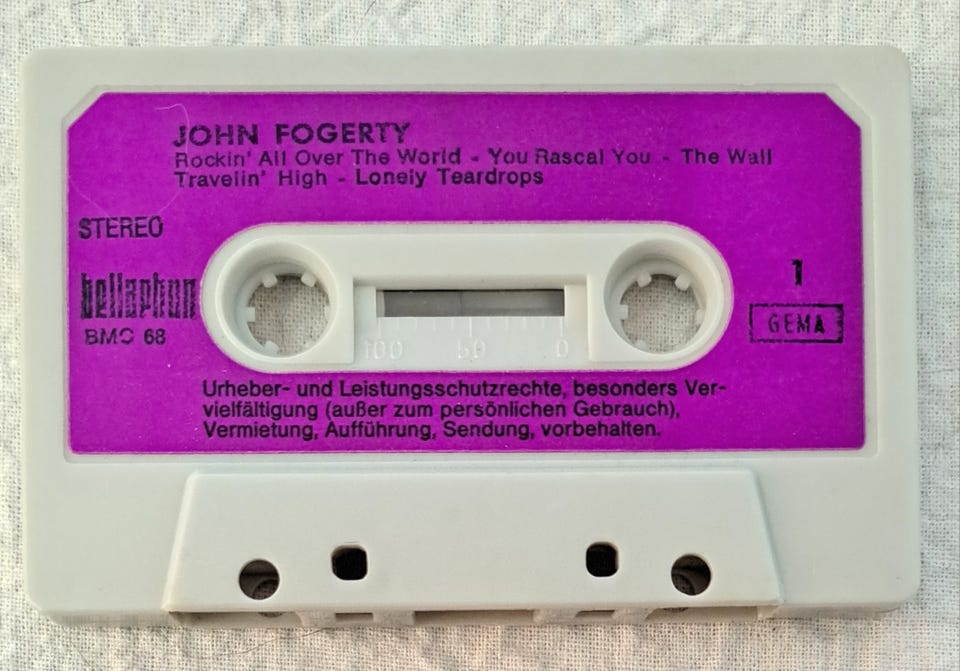 JOHN FOGERTY
Rockin' All Over The World - You Rascal You - The Wall
Travelin' High - Lonely Teardrops
STEREO
bellaphon
BMC 68
1
GEMA
100 50 0
Urheber- und Leistungsschutzrechte, besonders Ver-
vielfältigung (außer zum persönlichen Gebrauch),
Vermietung, Aufführung, Sendung, vorbehalten.